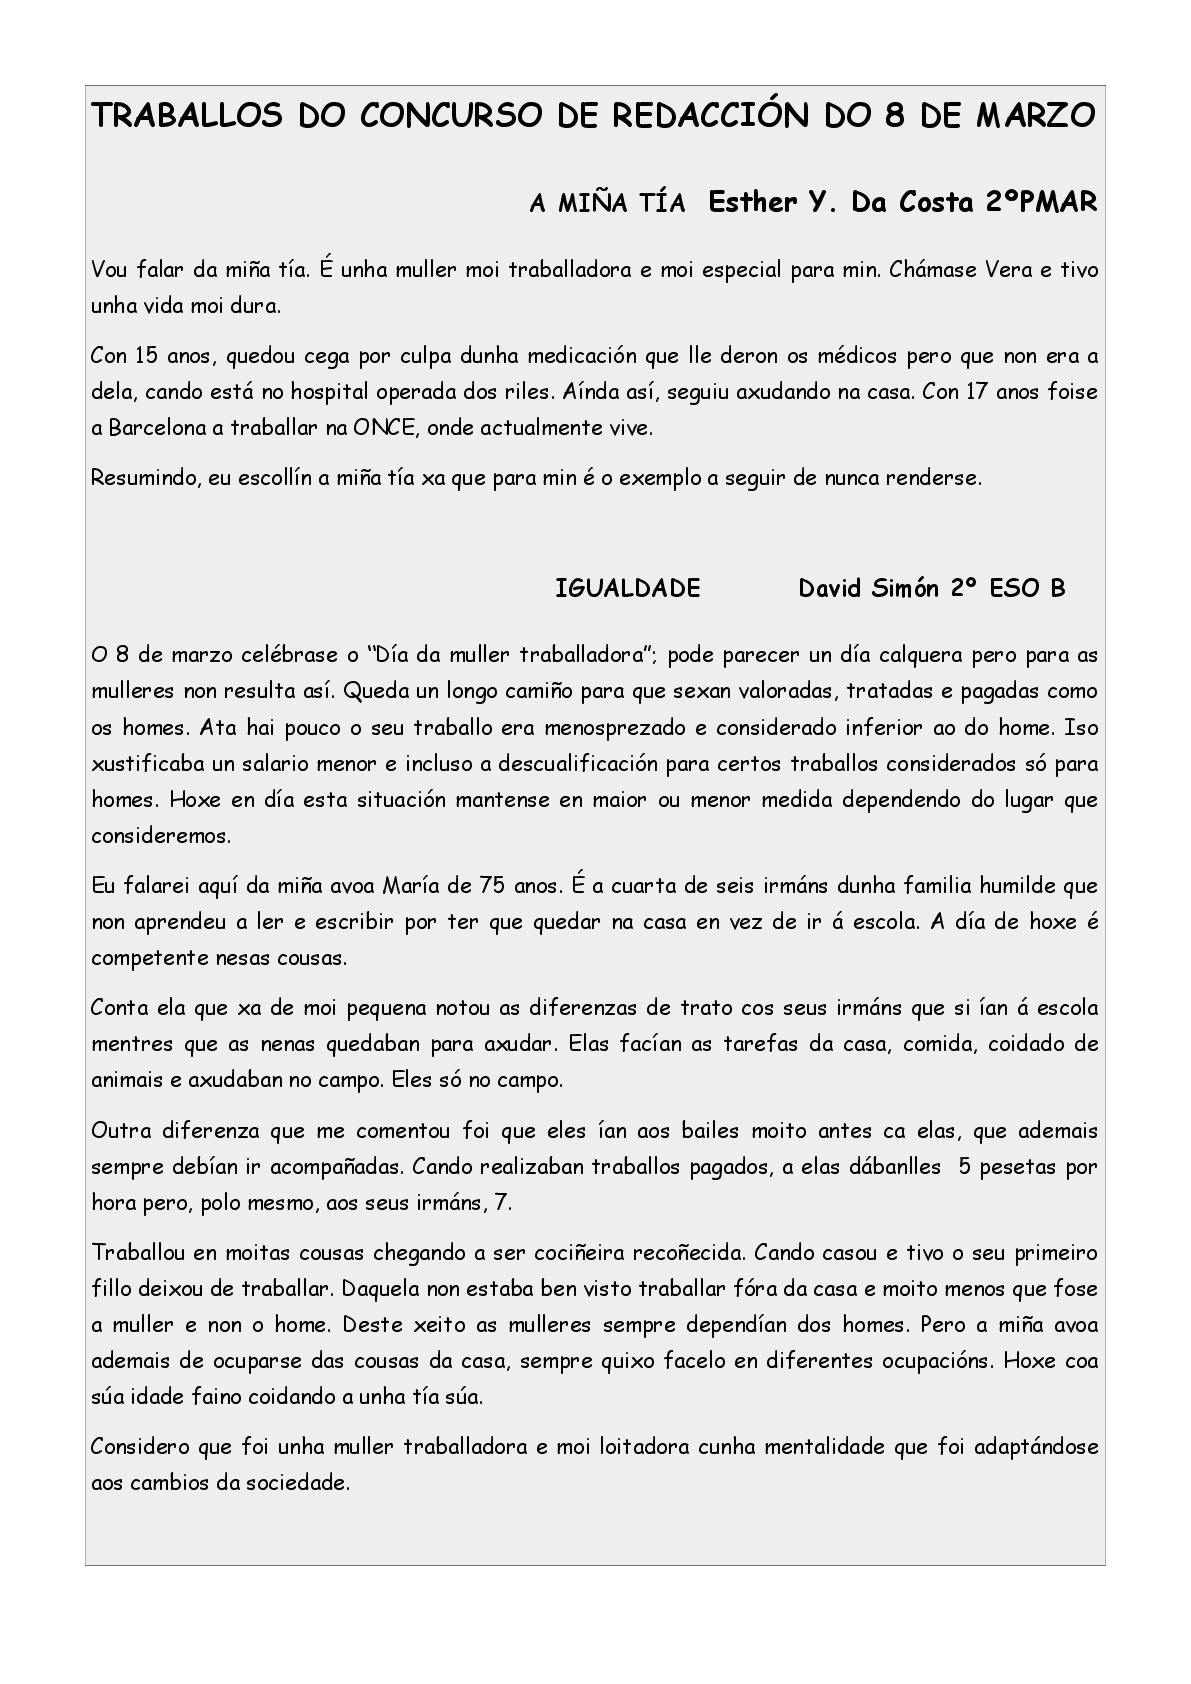 TRABALLOS DO CONCURSO DE REDACCIÓN DO 8 DE MARZO
A MIÑA TÍA Esther Y. Da Costa 2ºPMAR
Vou falar da miña tía. É unha muller moi traballadora e moi especial para min. Chámase Vera e tivo
unha vida moi dura.
Con 15 anos, quedou cega por culpa dunha medicación que lle deron os médicos pero que non era a
dela, cando está no hospital operada dos riles. Aínda así, seguiu axudando na casa. Con 17 anos foise
a Barcelona a traballar na ONCE, onde actualmente vive.
Resumindo, eu escollín a miña tía xa que para min é o exemplo a seguir de nunca renderse.
IGUALDADE David Simón 2º ESO B
O 8 de marzo celébrase o “Día da muller traballadora”; pode parecer un día calquera pero para as
mulleres non resulta así. Queda un longo camiño para que sexan valoradas, tratadas e pagadas como
os homes. Ata hai pouco o seu traballo era menosprezado e considerado inferior ao do home. Iso
xustificaba un salario menor e incluso a descualificación para certos traballos considerados só para
homes. Hoxe en día esta situación mantense en maior ou menor medida dependendo do lugar que
consideremos.
Eu falarei aquí da miña avoa María de 75 anos. É a cuarta de seis irmáns dunha familia humilde que
non aprendeu a ler e escribir por ter que quedar na casa en vez de ir á escola. A día de hoxe é
competente nesas cousas.
Conta ela que xa de moi pequena notou as diferenzas de trato cos seus irmáns que si ían á escola
mentres que as nenas quedaban para axudar. Elas facían as tarefas da casa, comida, coidado de
animais e axudaban no campo. Eles só no campo.
Outra diferenza que me comentou foi que eles ían aos bailes moito antes ca elas, que ademais
sempre debían ir acompañadas. Cando realizaban traballos pagados, a elas dábanlles 5 pesetas por
hora pero, polo mesmo, aos seus irmáns, 7.
Traballou en moitas cousas chegando a ser cociñeira recoñecida. Cando casou e tivo o seu primeiro
fillo deixou de traballar. Daquela non estaba ben visto traballar fóra da casa e moito menos que fose
a muller e non o home. Deste xeito as mulleres sempre dependían dos homes. Pero a miña avoa
ademais de ocuparse das cousas da casa, sempre quixo facelo en diferentes ocupacións. Hoxe coa
súa idade faino coidando a unha tía súa.
Considero que foi unha muller traballadora e moi loitadora cunha mentalidade que foi adaptándose
aos cambios da sociedade.